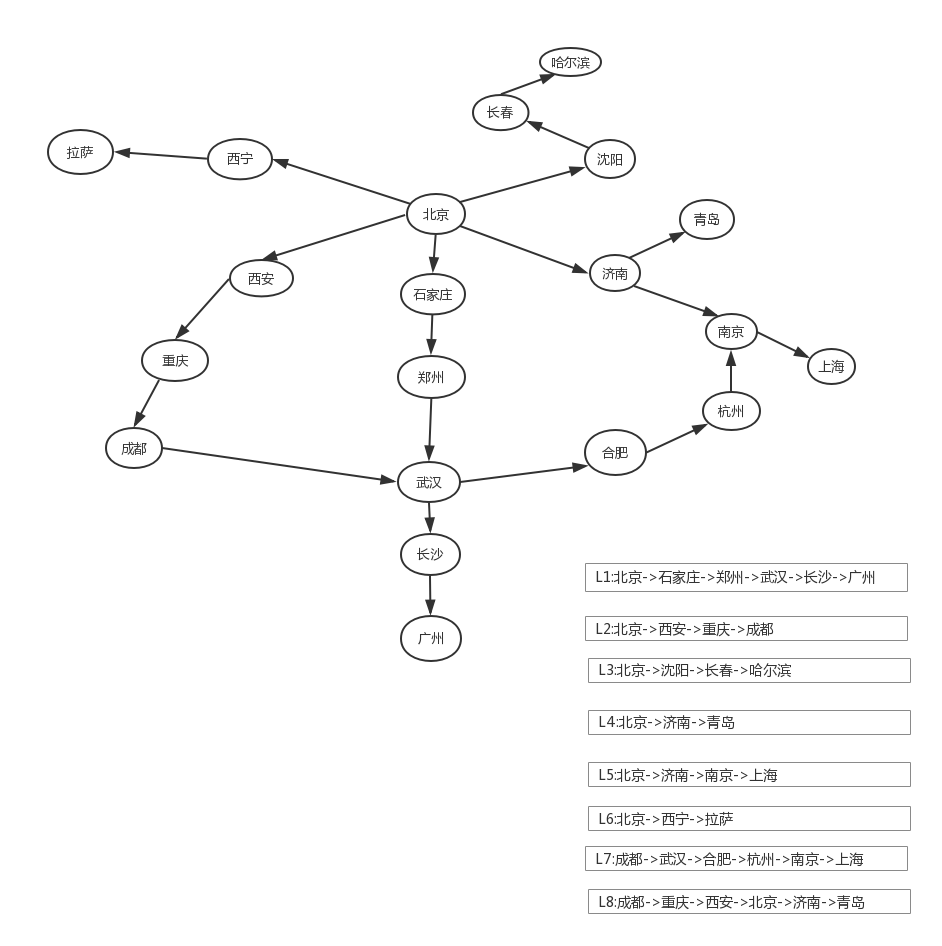 哈尔滨
长春
拉萨
西宁
沈阳
北京
青岛
西安
石家庄
济南
南京
重庆
郑州
上海
杭州
成都
合肥
武汉
长沙
广州
L1:北京->石家庄->郑州->武汉->长沙->广州
L2:北京->西安->重庆->成都
L3:北京->沈阳->长春->哈尔滨
L4:北京->济南->青岛
L5:北京->济南->南京->上海
L6:北京->西宁->拉萨
L7:成都->武汉->合肥->杭州->南京->上海
L8:成都->重庆->西安->北京->济南->青岛